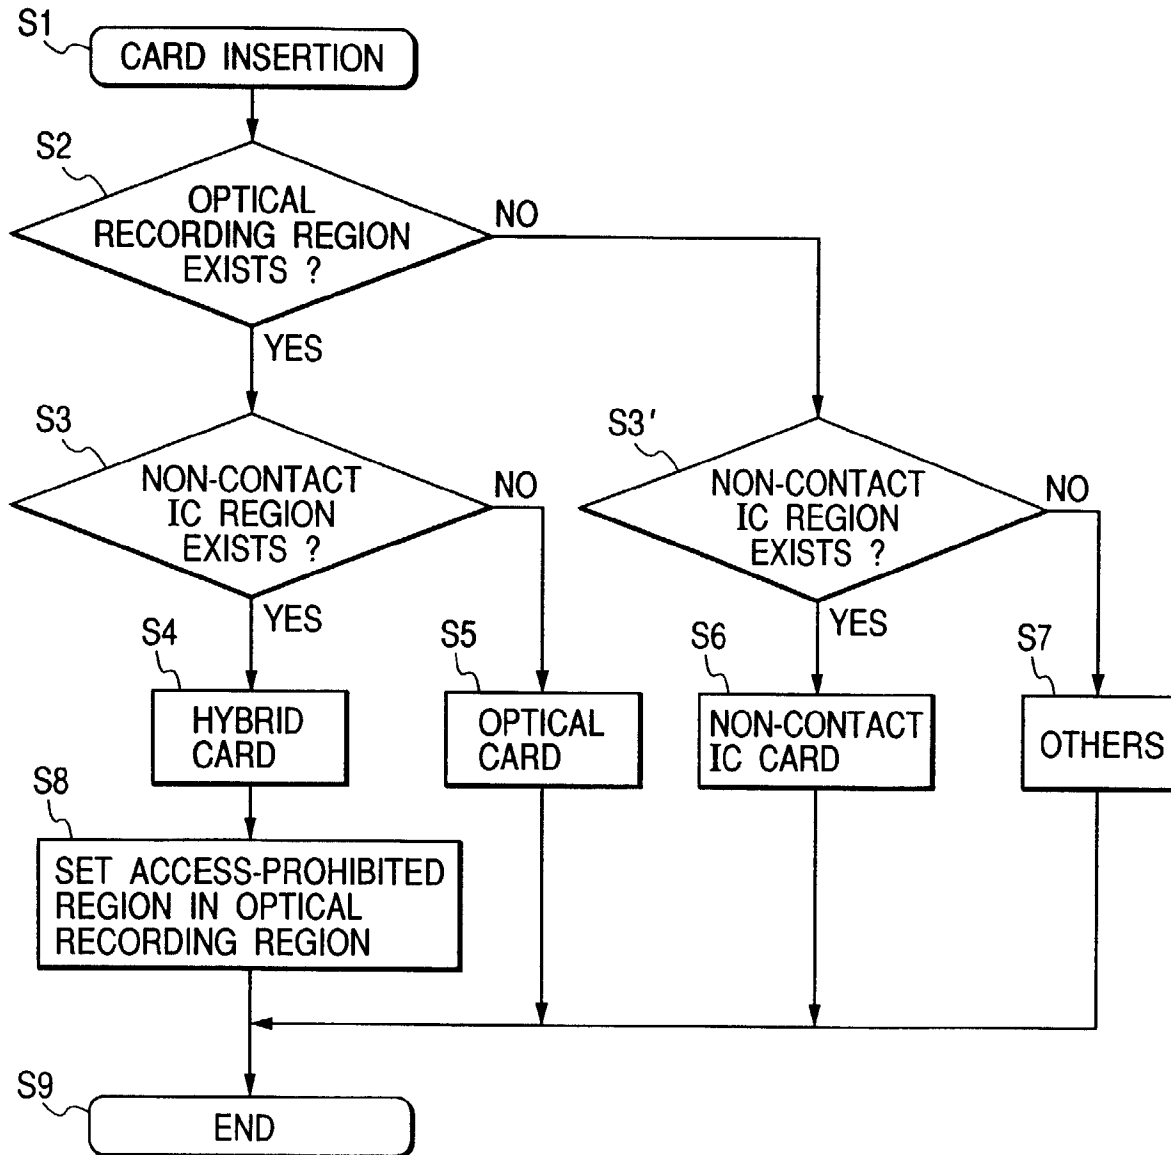 S1
CARD INSERTION
S2
OPTICAL
RECORDING REGION
EXISTS ?
NO
YES
S3
NON-CONTACT
IC REGION
EXISTS ?
NO
YES
S3'
NON-CONTACT
IC REGION
EXISTS ?
NO
YES
S4
HYBRID
CARD
S5
OPTICAL
CARD
S6
NON-CONTACT
IC CARD
S7
OTHERS
S8
SET ACCESS-PROHIBITED
REGION IN OPTICAL
RECORDING REGION
S9
END